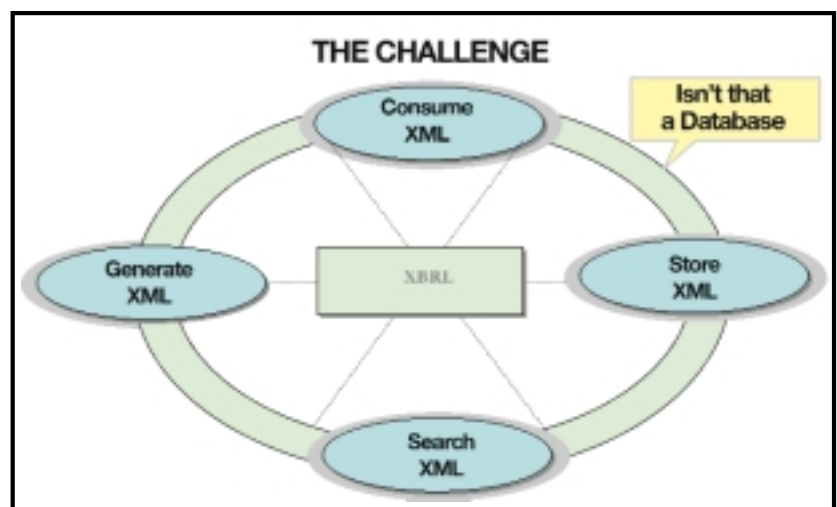 THE CHALLENGE
Consume
XML
Isn't that
a Database
Generate
XML
XBRL
Store
XML
Search
XML